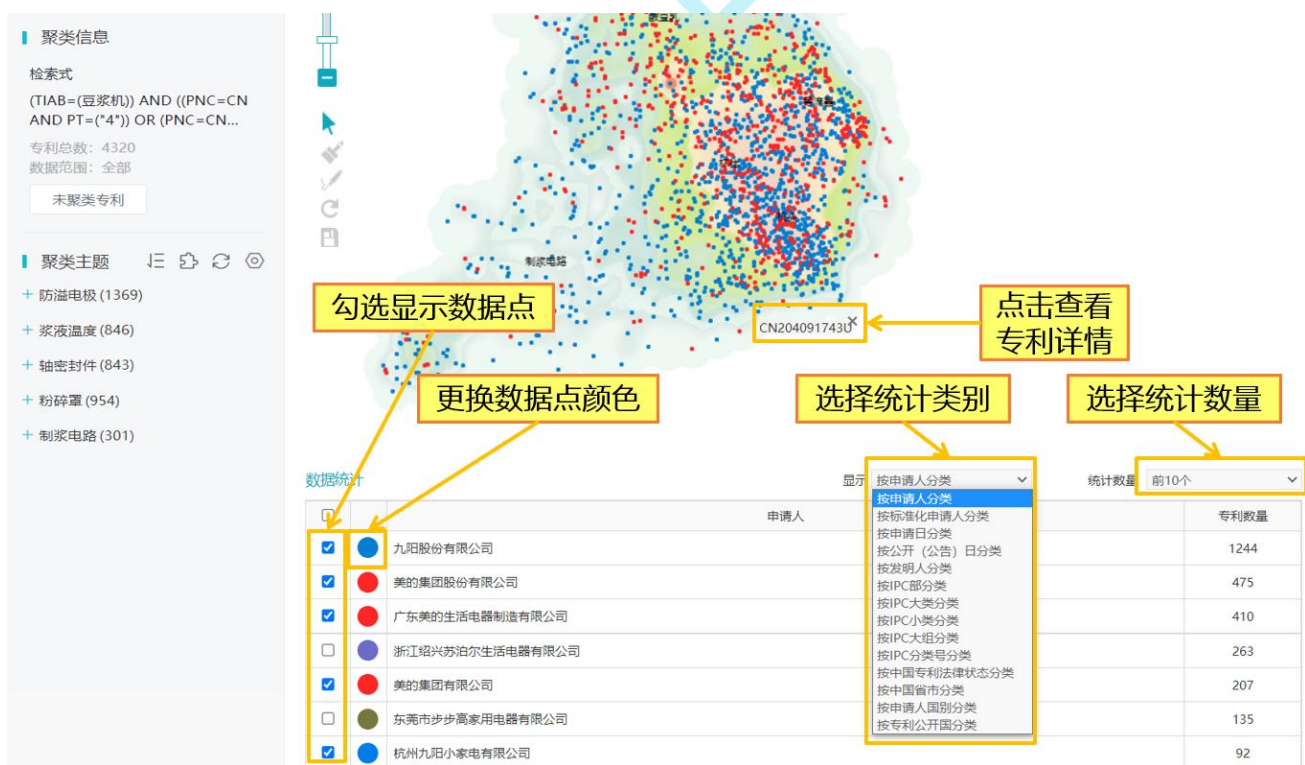 聚类信息
检索式
(TIAB=(豆浆机)) AND ((PNC=CN
AND PT=("4")) OR (PNC=CN...
专利总数：4320
数据范围：全部
未聚类专利
聚类主题
防溢电极 (1369)
浆液温度 (846)
轴密封件 (843)
粉碎罩 (954)
制浆电路 (301)
制浆电路
CN204091743U
勾选显示数据点
点击查看
专利详情
更换数据点颜色
选择统计类别
选择统计数量
数据统计
显示 按申请人分类
统计数量 前10个
按申请人分类
按标准化申请人分类
按申请日分类
按公开（公告）日分类
按发明人分类
按IPC部分类
按IPC大类分类
按IPC小类分类
按IPC大组分类
按IPC分类号分类
按中国专利法律状态分类
按中国省市分类
按申请人国别分类
按专利公开国分类
申请人 专利数量
九阳股份有限公司 1244
美的集团股份有限公司 475
广东美的生活电器制造有限公司 410
浙江绍兴苏泊尔生活电器有限公司 263
美的集团有限公司 207
东莞市步步高家用电器有限公司 135
杭州九阳小家电有限公司 92